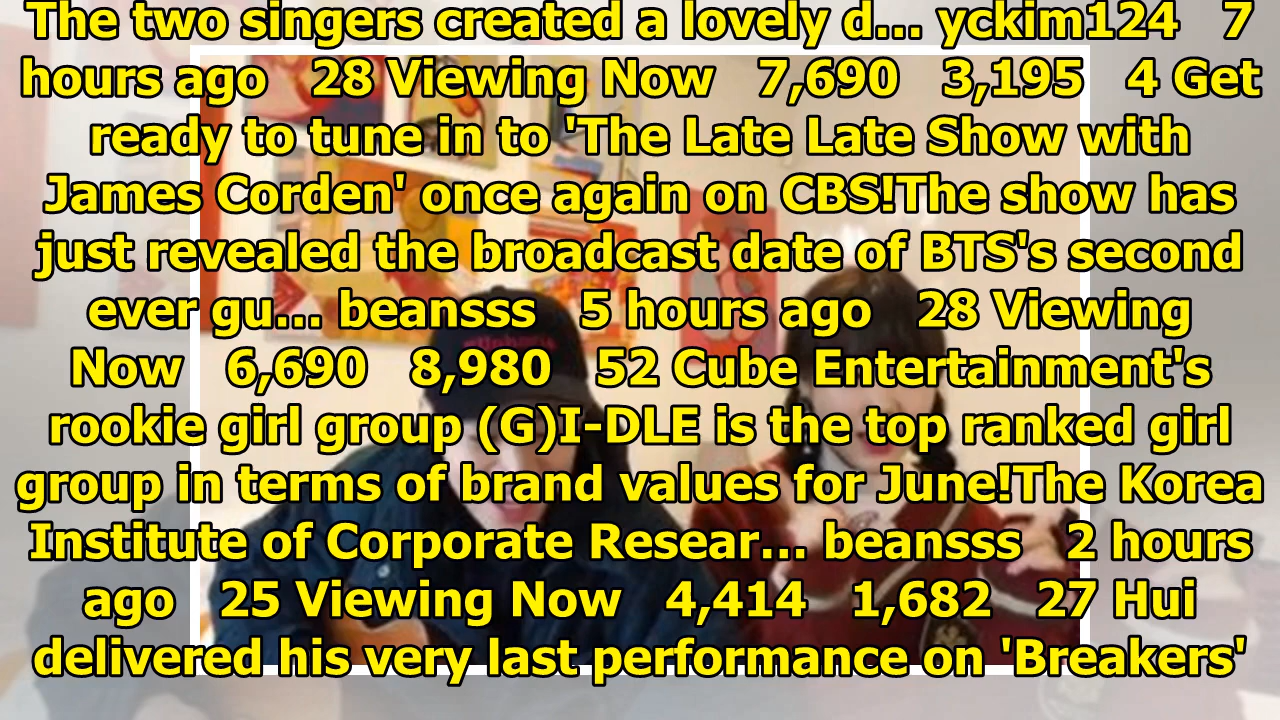 The two singers created a lovely d... yckim124 7
hours ago 28 Viewing Now 7,690 3,195 4 Get
ready to tune in to 'The Late Late Show with
James Corden' once again on CBS!The show has
just revealed the broadcast date of BTS's second
ever gu... beansss 5 hours ago 28 Viewing
Now 6,690 8,980 52 Cube Entertainment's
rookie girl group (G)I-DLE is the top ranked girl
group in terms of brand values for June!The Korea
Institute of Corporate Resear... beansss 2 hours
ago 25 Viewing Now 4,414 1,682 27 Hui
delivered his very last performance on 'Breakers'